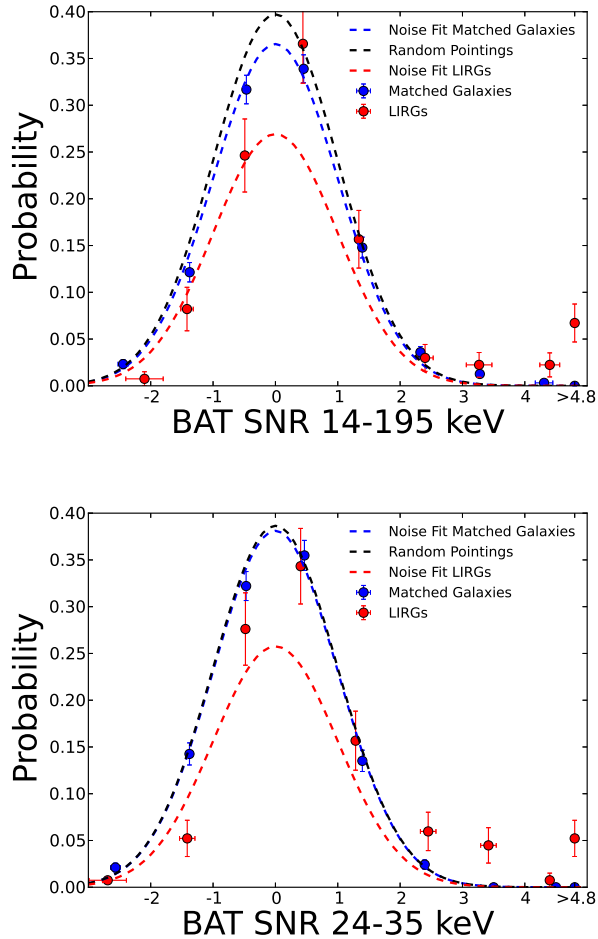 0.40
0.35
0.30
0.25
0.20
0.15
0.10
0.05
0.00
Probability
Noise Fit Matched Galaxies
Random Pointings
Noise Fit LIRGs
Matched Galaxies
LIRGs
-2 -1 0 1 2 3 4 >4.8
BAT SNR 14-195 keV
0.40
0.35
0.30
0.25
0.20
0.15
0.10
0.05
0.00
Probability
Noise Fit Matched Galaxies
Random Pointings
Noise Fit LIRGs
Matched Galaxies
LIRGs
-2 -1 0 1 2 3 4 >4.8
BAT SNR 24-35 keV